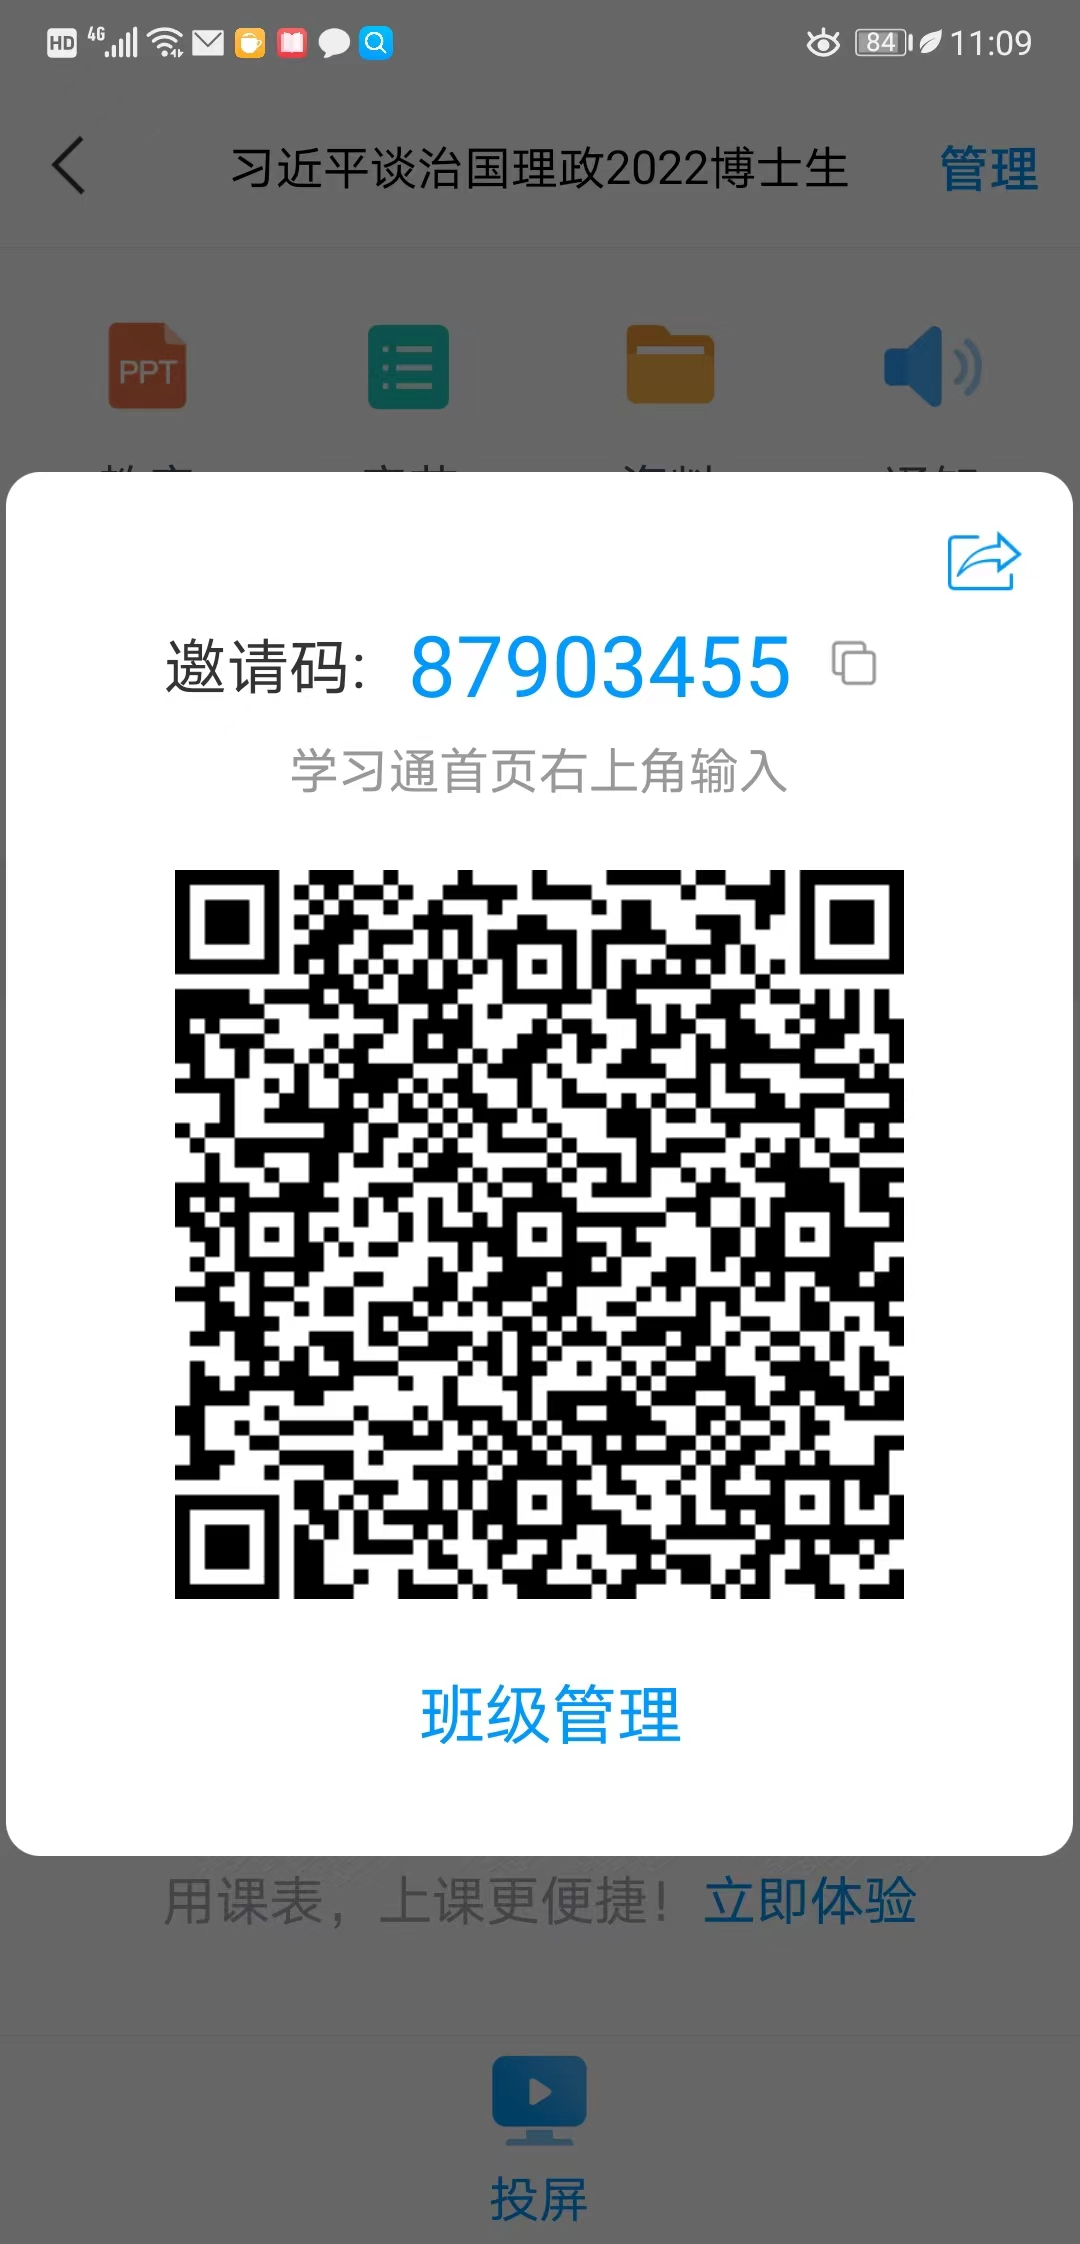 HD 4G 84 11:09
习近平谈治国理政2022博士生 管理
PPT
邀请码: 87903455
学习通首页右上角输入
班级管理
用课表，上课更便捷！ 立即体验
投屏